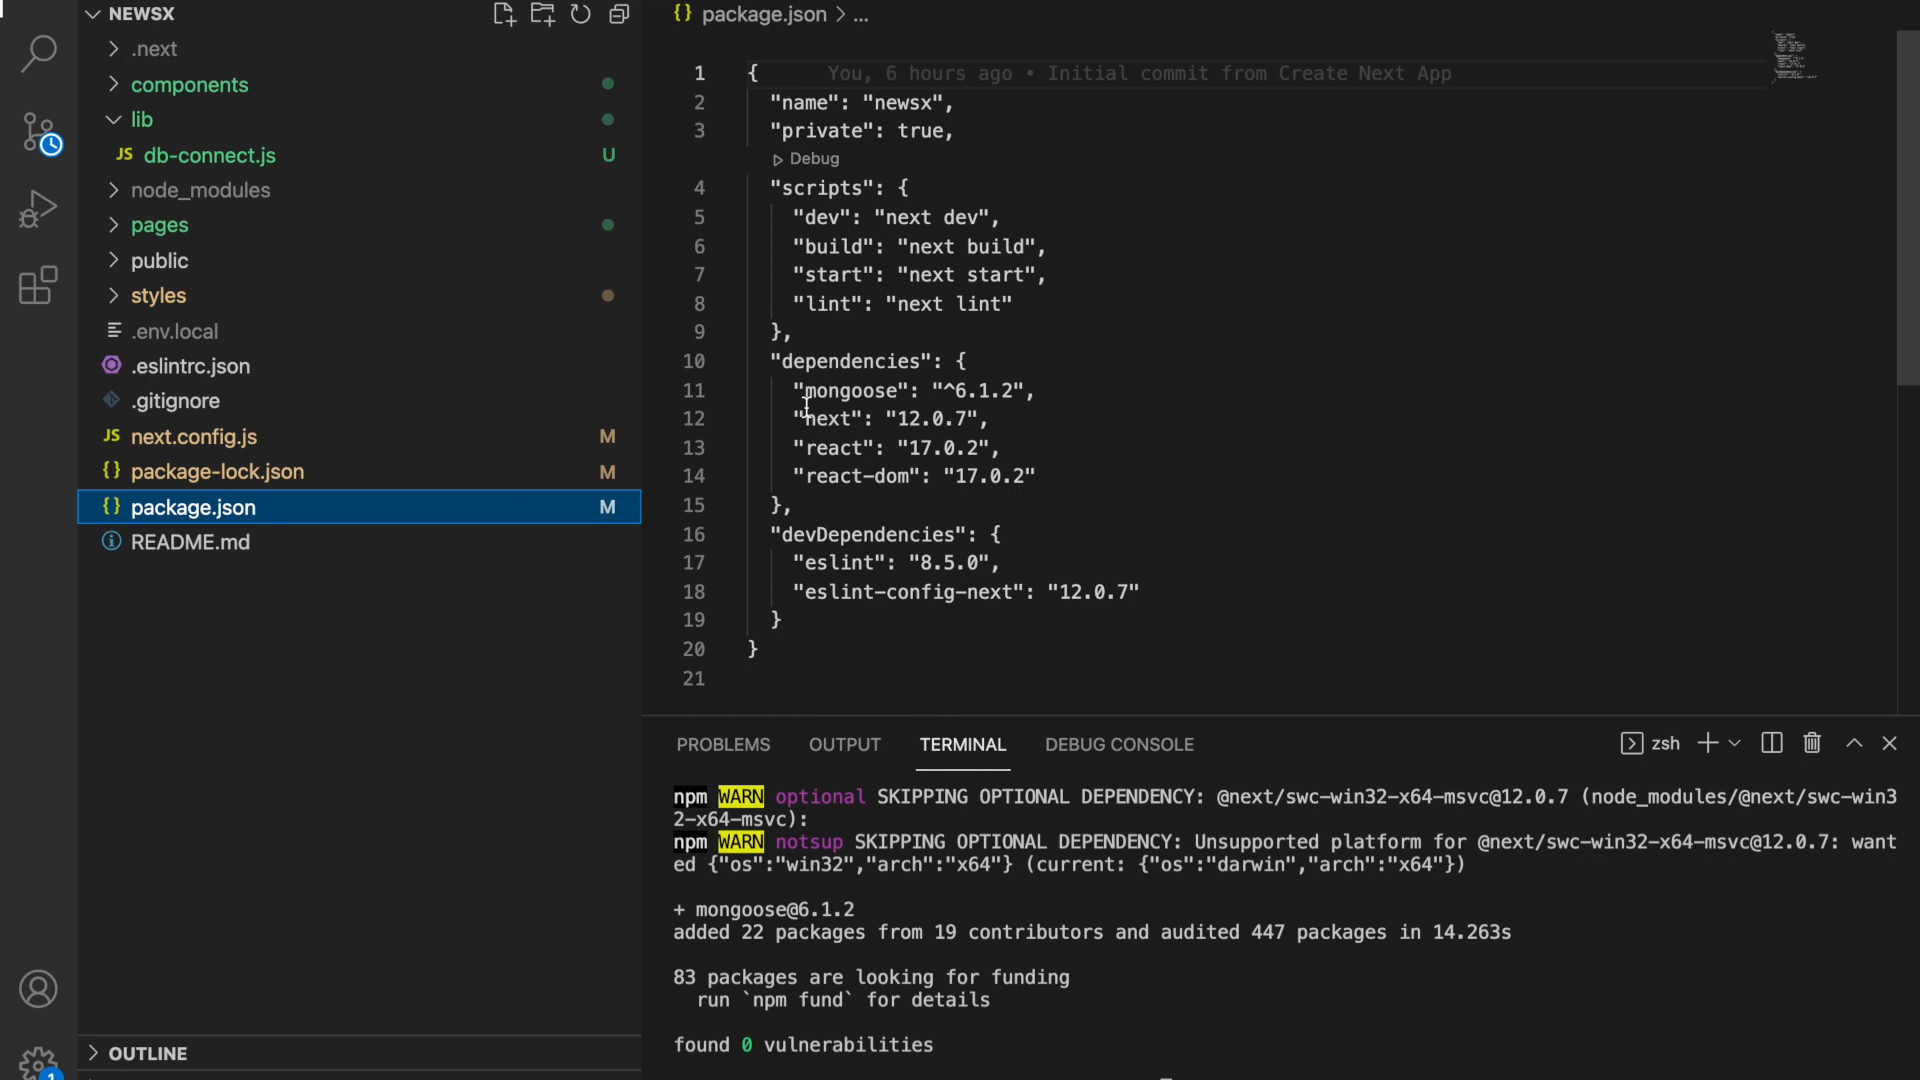 NEWSX
.next
components
lib
JS db-connect.js U
node_modules
pages
public
styles
.env.local
.eslintrc.json
.gitignore
JS next.config.js M
{} package-lock.json M
{} package.json M
README.md
OUTLINE
1
{} package.json > ...
1 { You, 6 hours ago • Initial commit from Create Next App
2 "name": "newsx",
3 "private": true,
Debug
4 "scripts": {
5 "dev": "next dev",
6 "build": "next build",
7 "start": "next start",
8 "lint": "next lint"
9 },
10 "dependencies": {
11 "mongoose": "^6.1.2",
12 "next": "12.0.7",
13 "react": "17.0.2",
14 "react-dom": "17.0.2"
15 },
16 "devDependencies": {
17 "eslint": "8.5.0",
18 "eslint-config-next": "12.0.7"
19 }
20 }
21
PROBLEMS OUTPUT TERMINAL DEBUG CONSOLE zsh
npm WARN optional SKIPPING OPTIONAL DEPENDENCY: @next/swc-win32-x64-msvc@12.0.7 (node_modules/@next/swc-win3
2-x64-msvc):
npm WARN notsup SKIPPING OPTIONAL DEPENDENCY: Unsupported platform for @next/swc-win32-x64-msvc@12.0.7: want
ed {"os":"win32","arch":"x64"} (current: {"os":"darwin","arch":"x64"})
+ mongoose@6.1.2
added 22 packages from 19 contributors and audited 447 packages in 14.263s
83 packages are looking for funding
run `npm fund` for details
found 0 vulnerabilities